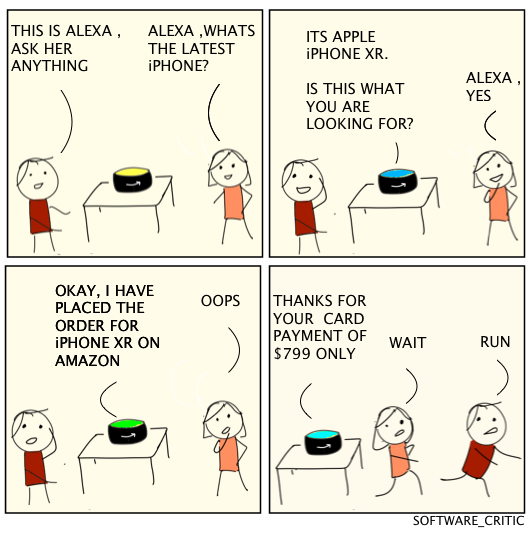 THIS IS ALEXA ,
ASK HER
ANYTHING
ALEXA ,WHATS
THE LATEST
iPHONE?
ITS APPLE
iPHONE XR.
IS THIS WHAT
YOU ARE
LOOKING FOR?
ALEXA ,
YES
OKAY, I HAVE
PLACED THE
ORDER FOR
iPHONE XR ON
AMAZON
OOPS
THANKS FOR
YOUR CARD
PAYMENT OF
$799 ONLY
WAIT
RUN
SOFTWARE_CRITIC